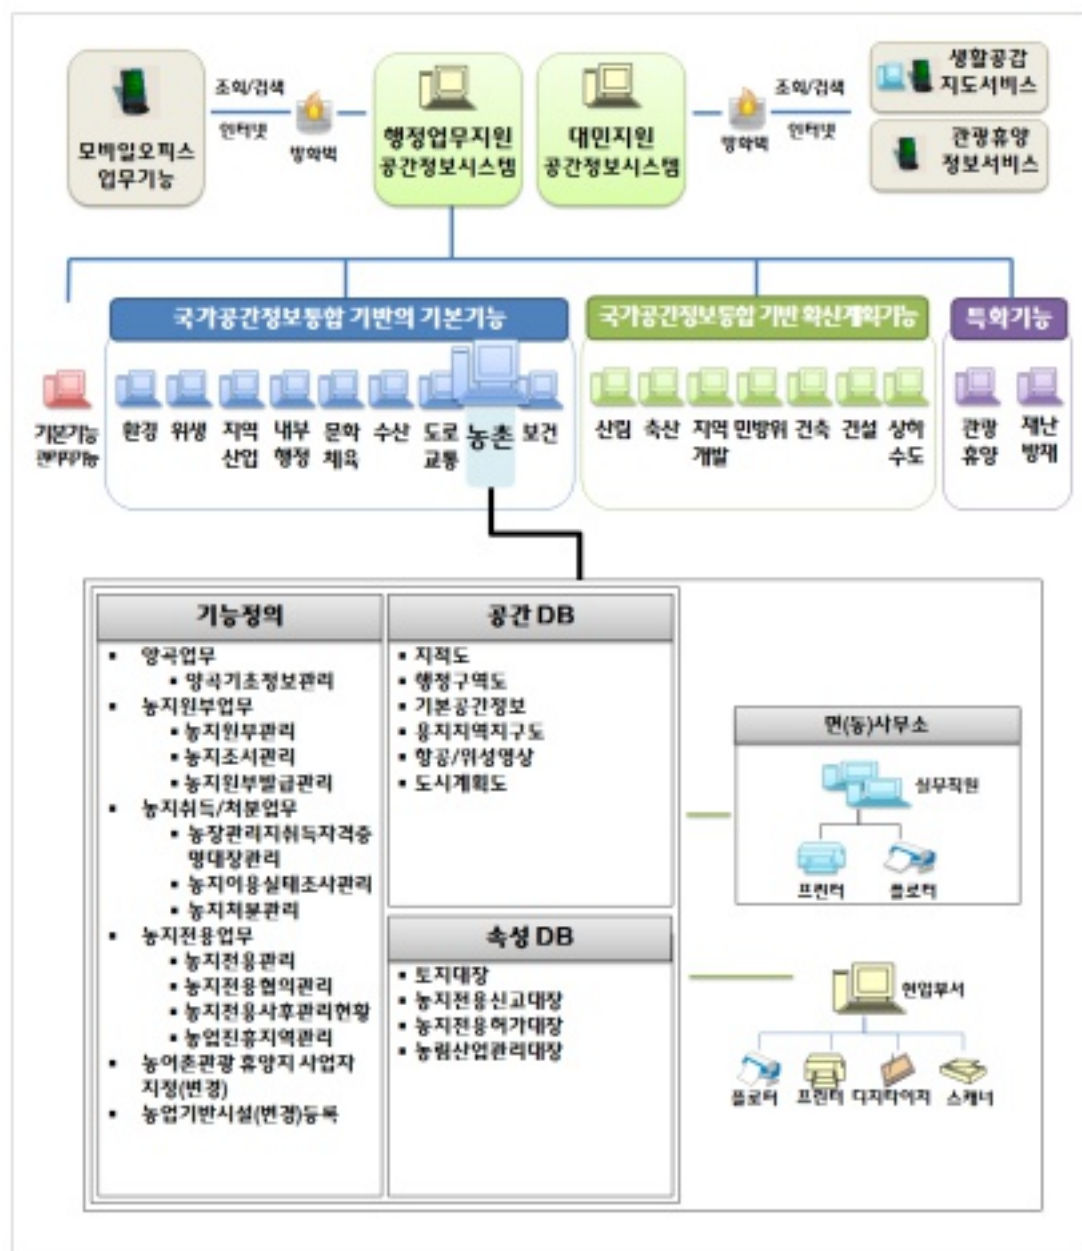 모바일오피스
업무기능
조회/검색
인터넷
방화벽
행정업무지원
공간정보시스템
대민지원
공간정보시스템
방화벽
조회/검색
인터넷
생활공감
지도서비스
관광휴양
정보서비스
국가공간정보통합 기반의 기본기능
국가공간정보통합 기반 확산계획기능
특화기능
기본기능
관리기능
환경
위생
지역
산업
내부
행정
문화
체육
수산
도로
교통
농촌
보건
산림
축산
지역
개발
민방위
건축
건설
상하
수도
관광
휴양
재난
방재
기능정의
▪ 양곡업무
▪ 양곡기초정보관리
▪ 농지원부업무
▪ 농지원부관리
▪ 농지조서관리
▪ 농지원부발급관리
▪ 농지취득/처분업무
▪ 농장관리지취득자격증
명대장관리
▪ 농지이용실태조사관리
▪ 농지처분관리
▪ 농지전용업무
▪ 농지전용관리
▪ 농지전용협의관리
▪ 농지전용사후관리현황
▪ 농업진흥지역관리
▪ 농어촌관광 휴양지 사업자
지정(변경)
▪ 농업기반시설(변경)등록
공간 DB
▪ 지적도
▪ 행정구역도
▪ 기본공간정보
▪ 용지지역지구도
▪ 항공/위성영상
▪ 도시계획도
속성 DB
▪ 토지대장
▪ 농지전용신고대장
▪ 농지전용허가대장
▪ 농림산업관리대장
면(동)사무소
실무직원
프린터
플로터
현업부서
플로터
프린터
디지타이저
스캐너